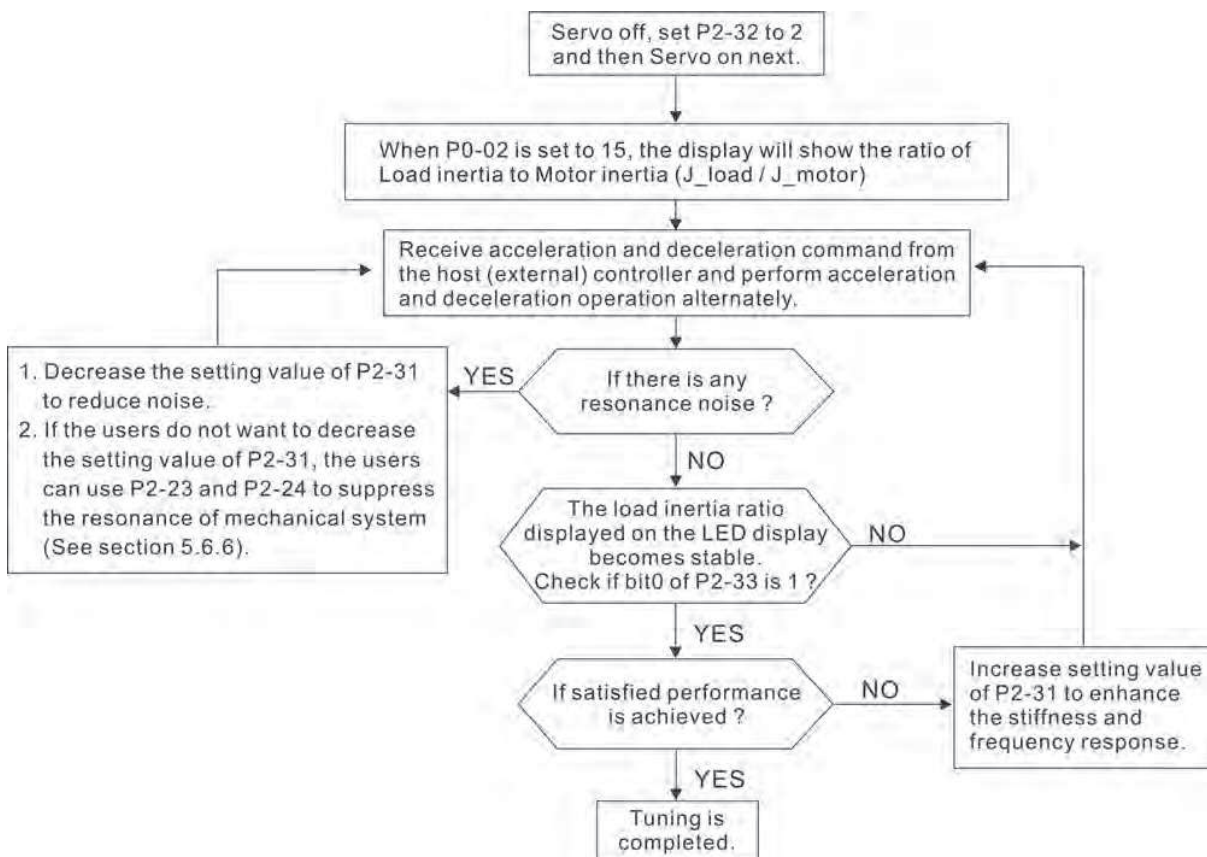 Servo off, set P2-32 to 2
and then Servo on next.
When P0-02 is set to 15, the display will show the ratio of
Load inertia to Motor inertia (J_load / J_motor)
Receive acceleration and deceleration command from
the host (external) controller and perform acceleration
and deceleration operation alternately.
1. Decrease the setting value of P2-31
to reduce noise.
2. If the users do not want to decrease
the setting value of P2-31, the users
can use P2-23 and P2-24 to suppress
the resonance of mechanical system
(See section 5.6.6).
YES
If there is any
resonance noise ?
NO
The load inertia ratio
displayed on the LED display
becomes stable.
Check if bit0 of P2-33 is 1 ?
NO
YES
If satisfied performance
is achieved ?
NO
Increase setting value
of P2-31 to enhance
the stiffness and
frequency response.
YES
Tuning is
completed.